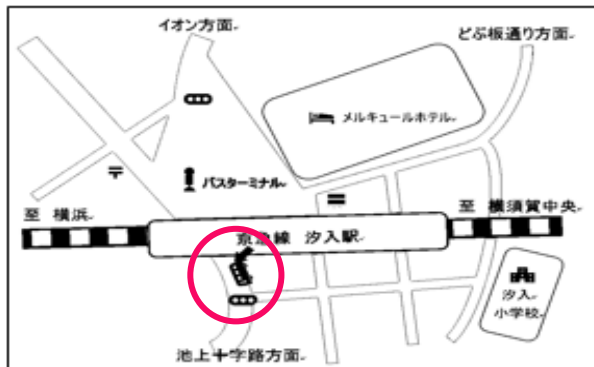 イオン方面
どぶ板通り方面
メルキュールホテル
〒
バスターミナル
至 横浜
至 横須賀中央
京急線 汐入駅
汐入
小学校
池上十字路方面